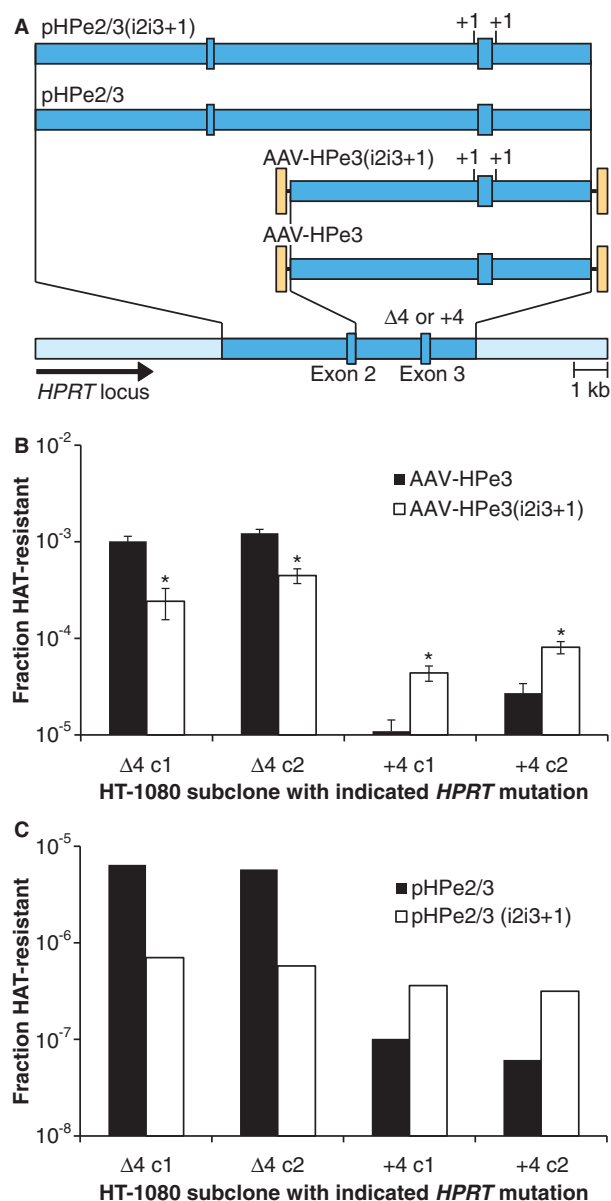 A
pHPe2/3(i2i3+1)
+1 +1
pHPe2/3
AAV-HPe3(i2i3+1)
+1 +1
AAV-HPe3
Δ4 or +4
Exon 2
Exon 3
HPRT locus
1 kb
B
10-2
10-3
10-4
10-5
Fraction HAT-resistant
AAV-HPe3
AAV-HPe3(i2i3+1)
*
*
*
*
Δ4 c1 Δ4 c2 +4 c1 +4 c2
HT-1080 subclone with indicated HPRT mutation
C
10-5
10-6
10-7
10-8
Fraction HAT-resistant
pHPe2/3
pHPe2/3 (i2i3+1)
Δ4 c1 Δ4 c2 +4 c1 +4 c2
HT-1080 subclone with indicated HPRT mutation